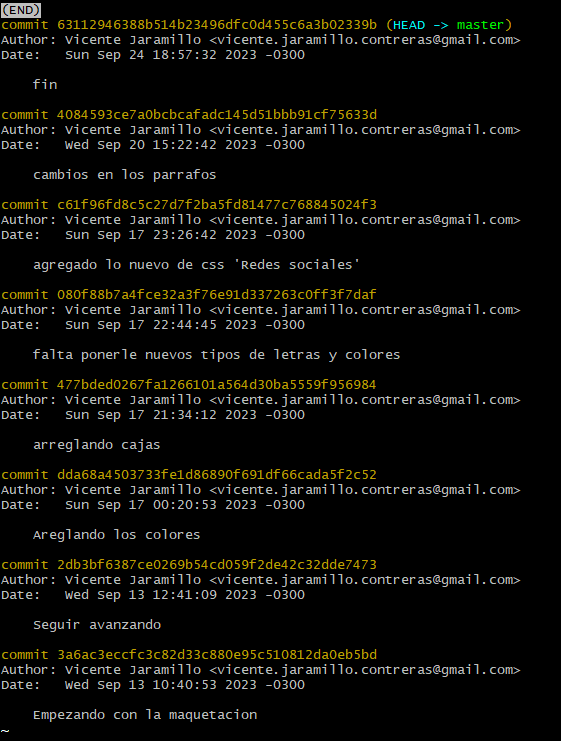 (END)
commit 63112946388b514b23496dfc0d455c6a3b02339b (HEAD -> master)
Author: Vicente Jaramillo <vicente.jaramillo.contreras@gmail.com>
Date:   Sun Sep 24 18:57:32 2023 -0300
fin
commit 4084593ce7a0bcbcafadc145d51bbb91cf75633d
Author: Vicente Jaramillo <vicente.jaramillo.contreras@gmail.com>
Date:   Wed Sep 20 15:22:42 2023 -0300
cambios en los parrafos
commit c61f96fd8c5c27d7f2ba5fd81477c768845024f3
Author: Vicente Jaramillo <vicente.jaramillo.contreras@gmail.com>
Date:   Sun Sep 17 23:26:42 2023 -0300
agregado lo nuevo de css 'Redes sociales'
commit 080f88b7a4fce32a3f76e91d337263c0ff3f7daf
Author: Vicente Jaramillo <vicente.jaramillo.contreras@gmail.com>
Date:   Sun Sep 17 22:44:45 2023 -0300
falta ponerle nuevos tipos de letras y colores
commit 477bded0267fa1266101a564d30ba5559f956984
Author: Vicente Jaramillo <vicente.jaramillo.contreras@gmail.com>
Date:   Sun Sep 17 21:34:12 2023 -0300
arreglando cajas
commit dda68a4503733fe1d86890f691df66cada5f2c52
Author: Vicente Jaramillo <vicente.jaramillo.contreras@gmail.com>
Date:   Sun Sep 17 00:20:53 2023 -0300
Areglando los colores
commit 2db3bf6387ce0269b54cd059f2de42c32dde7473
Author: Vicente Jaramillo <vicente.jaramillo.contreras@gmail.com>
Date:   Wed Sep 13 12:41:09 2023 -0300
Seguir avanzando
commit 3a6ac3eccfc3c82d33c880e95c510812da0eb5bd
Author: Vicente Jaramillo <vicente.jaramillo.contreras@gmail.com>
Date:   Wed Sep 13 10:40:53 2023 -0300
Empezando con la maquetacion
~